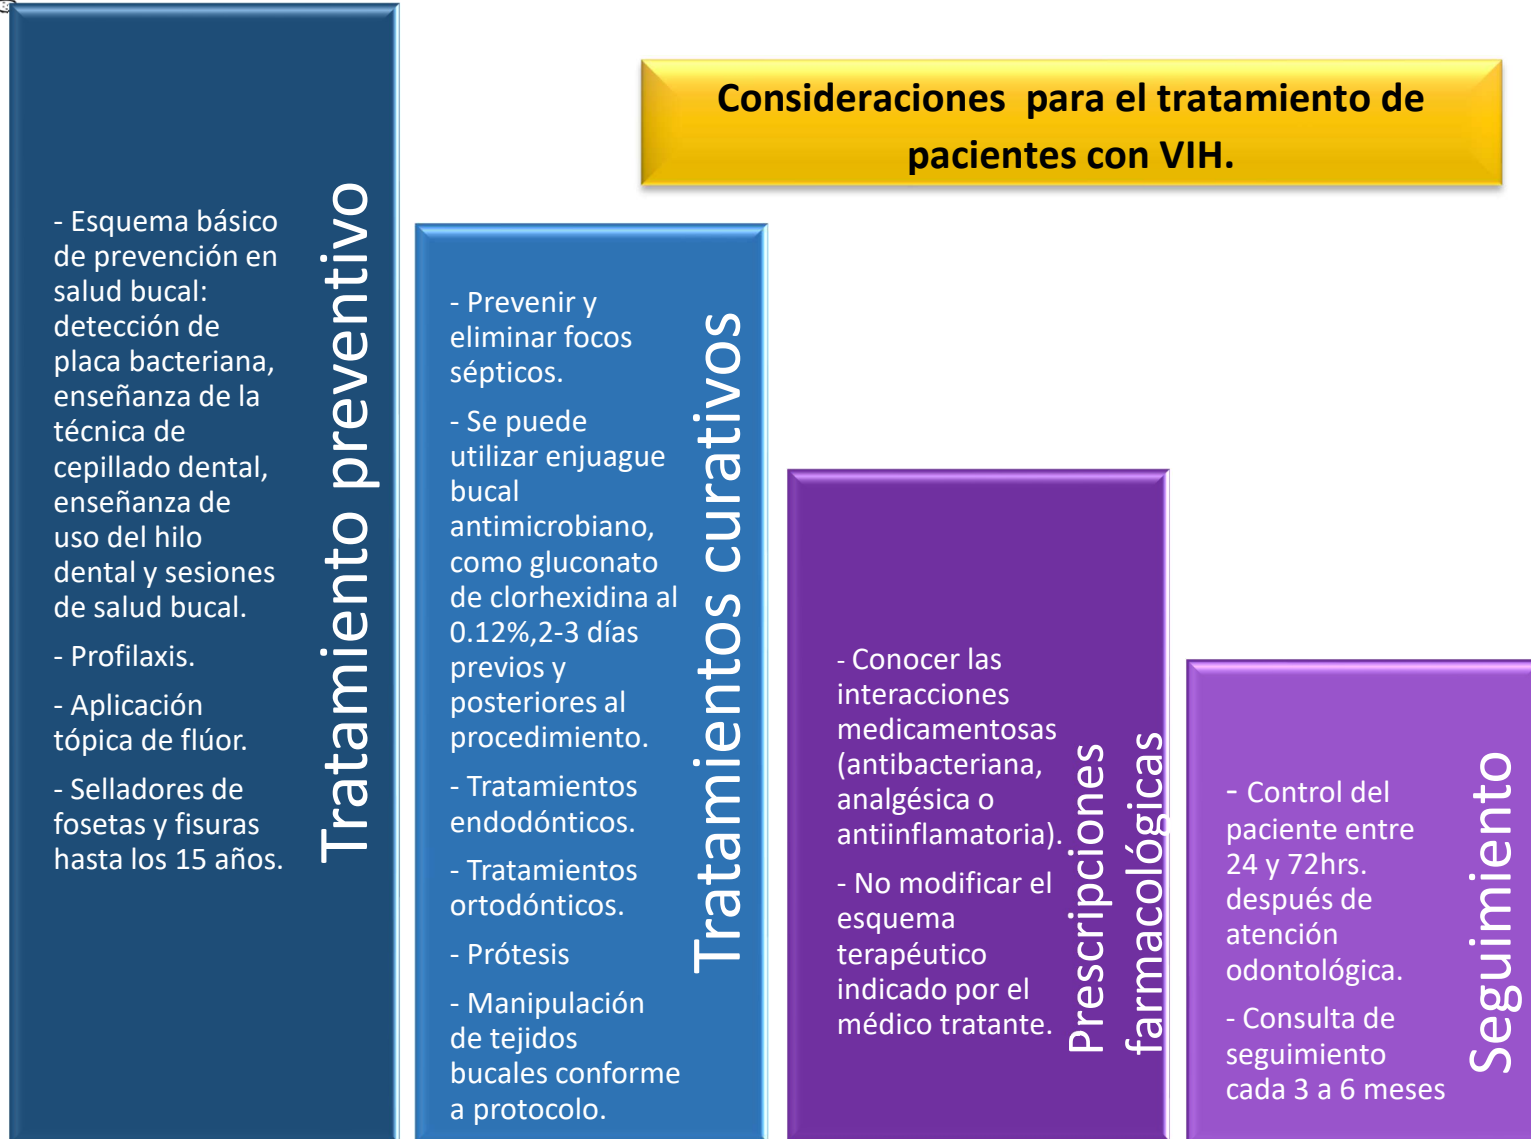 Consideraciones para el tratamiento de
pacientes con VIH.
- Esquema básico
de prevención en
salud bucal:
detección de
placa bacteriana,
enseñanza de la
técnica de
cepillado dental,
enseñanza de
uso del hilo
dental y sesiones
de salud bucal.
- Profilaxis.
- Aplicación
tópica de flúor.
- Selladores de
fosetas y fisuras
hasta los 15 años.
Tratamiento preventivo
- Prevenir y
eliminar focos
sépticos.
- Se puede
utilizar enjuague
bucal
antimicrobiano,
como gluconato
de clorhexidina al
0.12%,2-3 días
previos y
posteriores al
procedimiento.
- Tratamientos
endodónticos.
- Tratamientos
ortodónticos.
- Prótesis
- Manipulación
de tejidos
bucales conforme
a protocolo.
Tratamientos curativos
- Conocer las
interacciones
medicamentosas
(antibacteriana,
analgésica o
antiinflamatoria).
- No modificar el
esquema
terapéutico
indicado por el
médico tratante.
Prescripciones
farmacológicas
- Control del
paciente entre
24 y 72hrs.
después de
atención
odontológica.
- Consulta de
seguimiento
cada 3 a 6 meses
Seguimiento